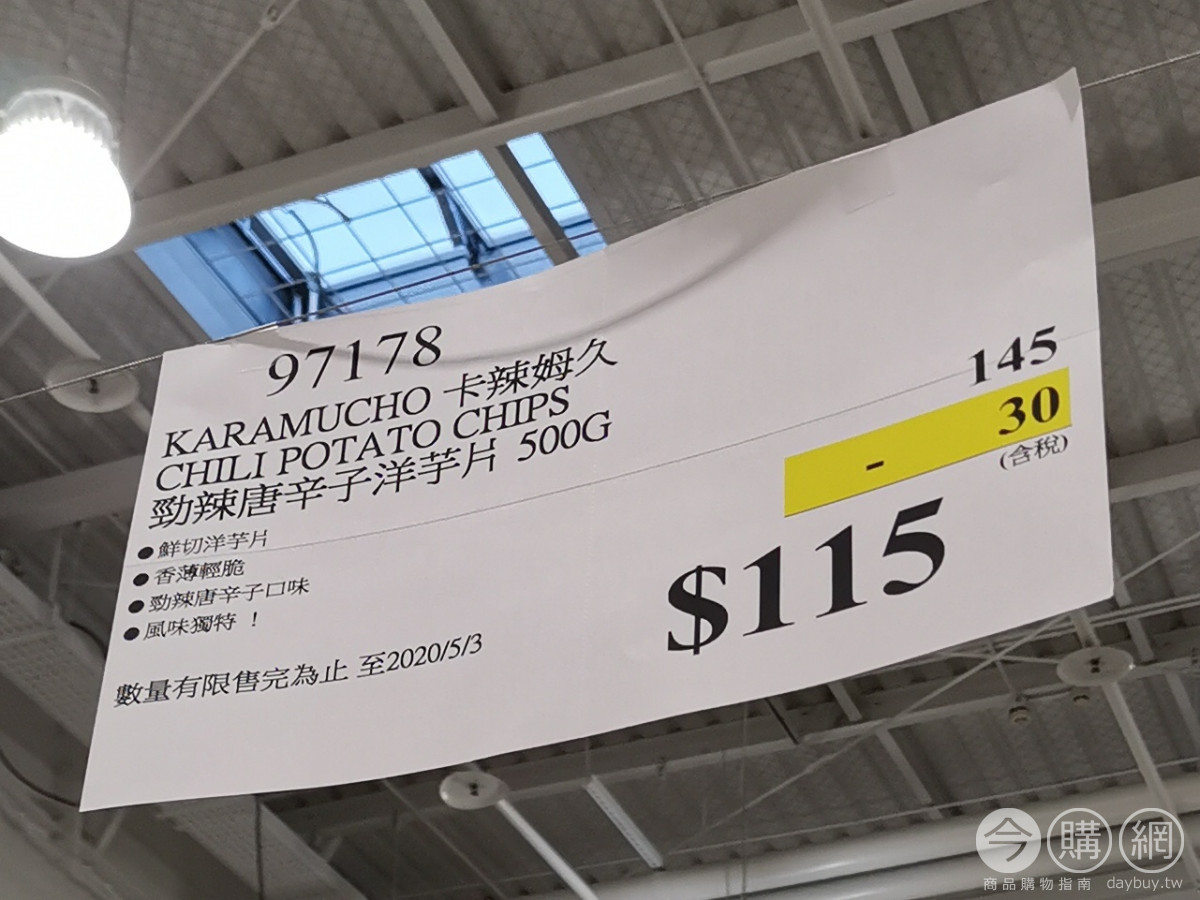 97178
KARAMUCHO 卡辣姆久
CHILI POTATO CHIPS
勁辣唐辛子洋芋片 500G
145
- 30
(含稅)
$115
●鮮切洋芋片
●香薄輕脆
●勁辣唐辛子口味
●風味獨特！
數量有限售完為止 至2020/5/3
今購網
商品購物指南 daybuy.tw